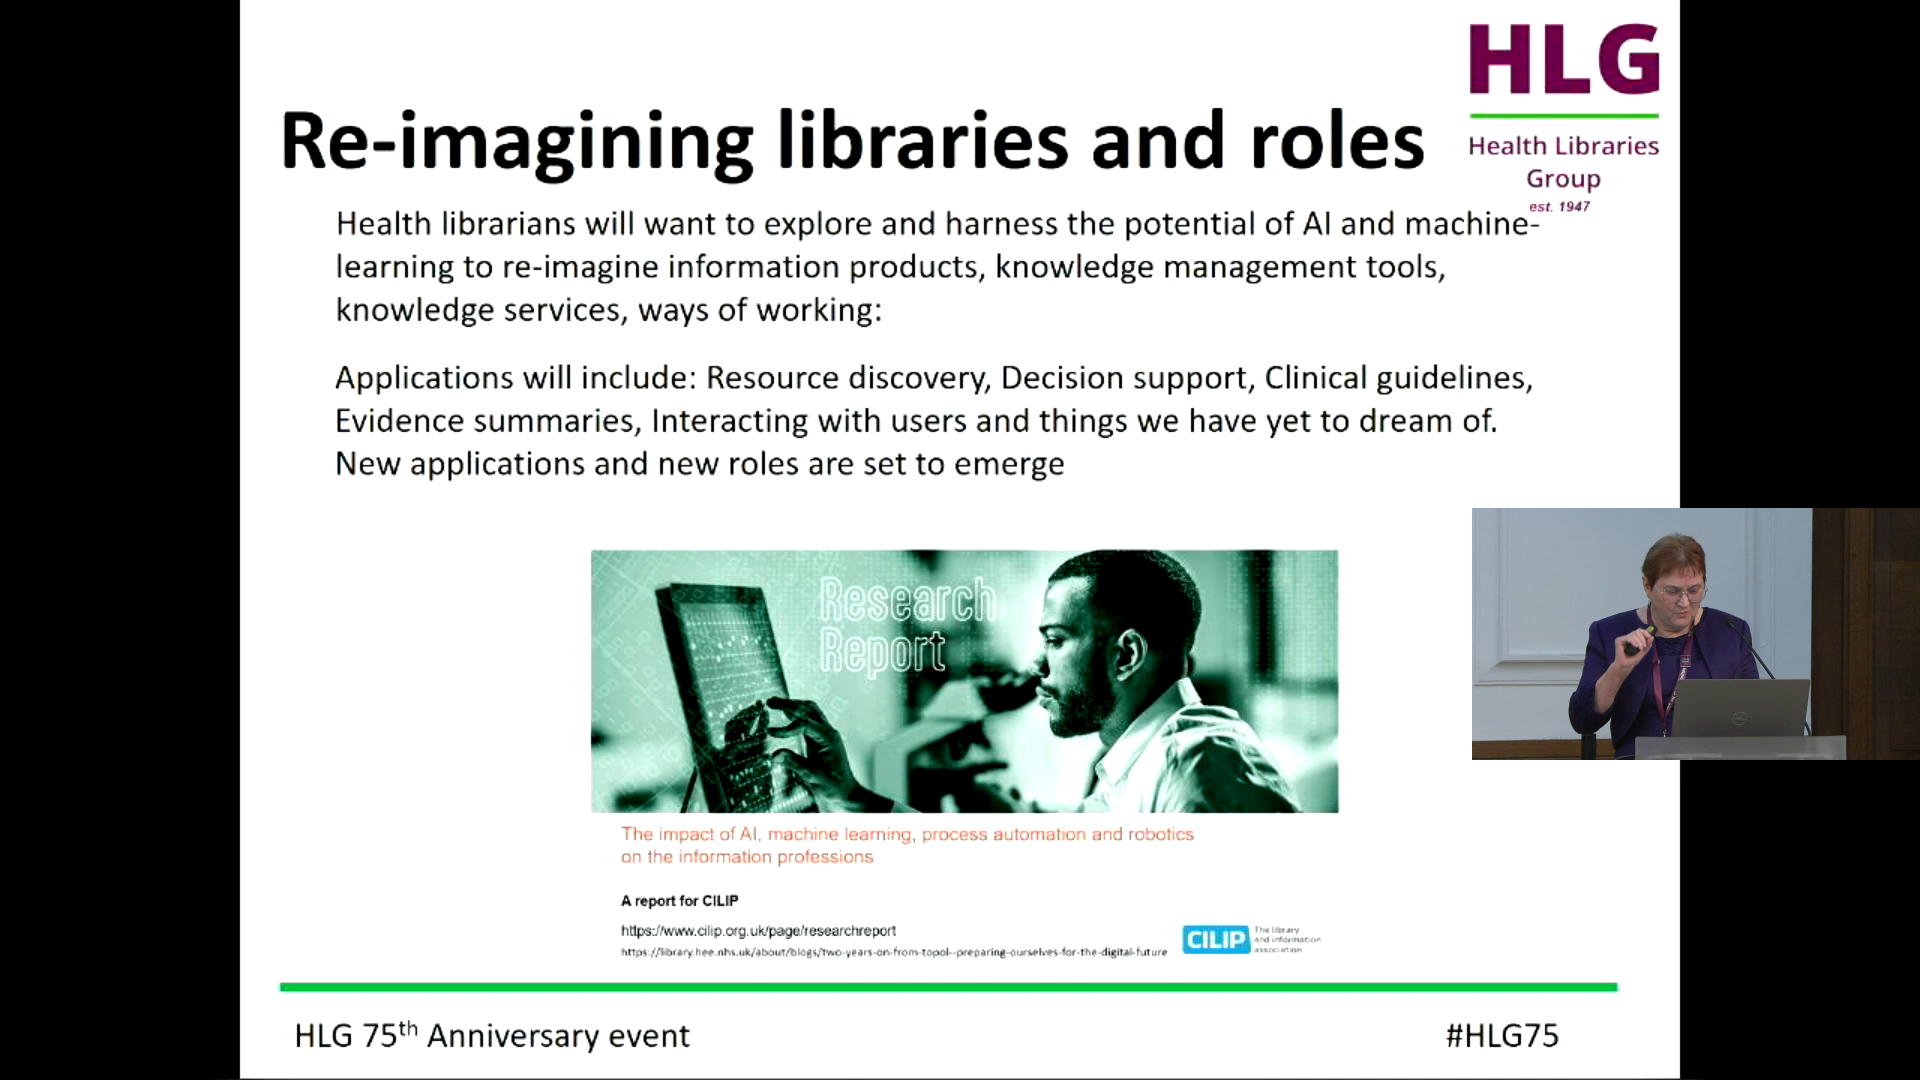 HLG
Health Libraries
Group
est. 1947
Re-imagining libraries and roles
Health librarians will want to explore and harness the potential of AI and machine-
learning to re-imagine information products, knowledge management tools,
knowledge services, ways of working:
Applications will include: Resource discovery, Decision support, Clinical guidelines,
Evidence summaries, Interacting with users and things we have yet to dream of.
New applications and new roles are set to emerge
Research
Report
The impact of AI, machine learning, process automation and robotics
on the information professions
A report for CILIP
https://www.cilip.org.uk/page/researchreport
https://library.hee.nhs.uk/about/blogs/two-years-on-from-topol--preparing-ourselves-for-the-digital-future
CILIP
The library
and information
association
HLG 75th Anniversary event
#HLG75